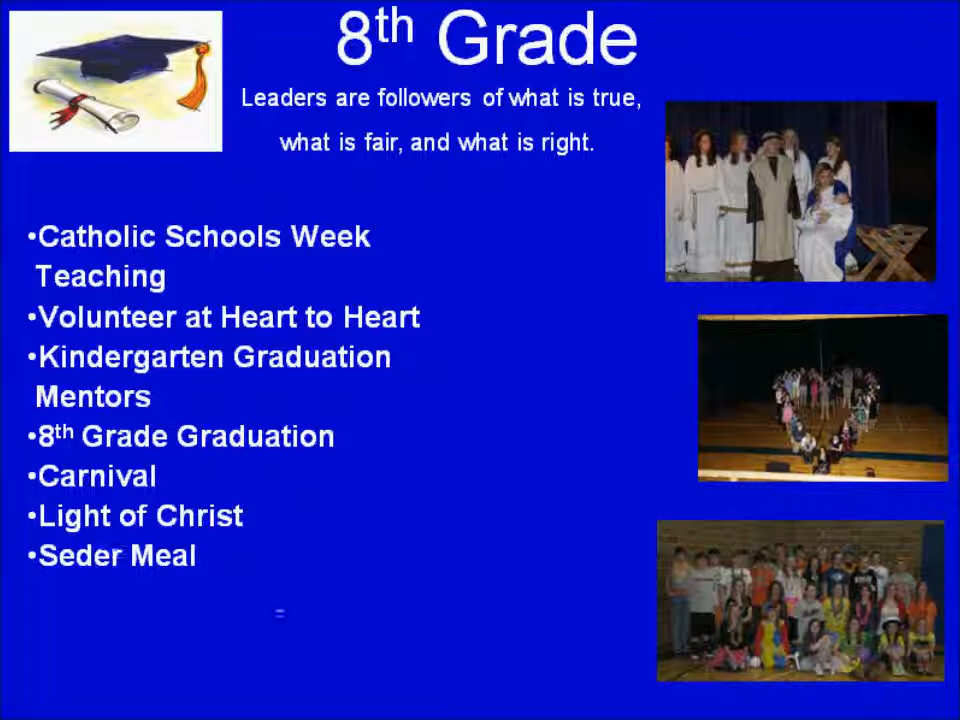 8th Grade
Leaders are followers of what is true,
what is fair, and what is right.
•Catholic Schools Week
Teaching
•Volunteer at Heart to Heart
•Kindergarten Graduation
Mentors
•8th Grade Graduation
•Carnival
•Light of Christ
•Seder Meal